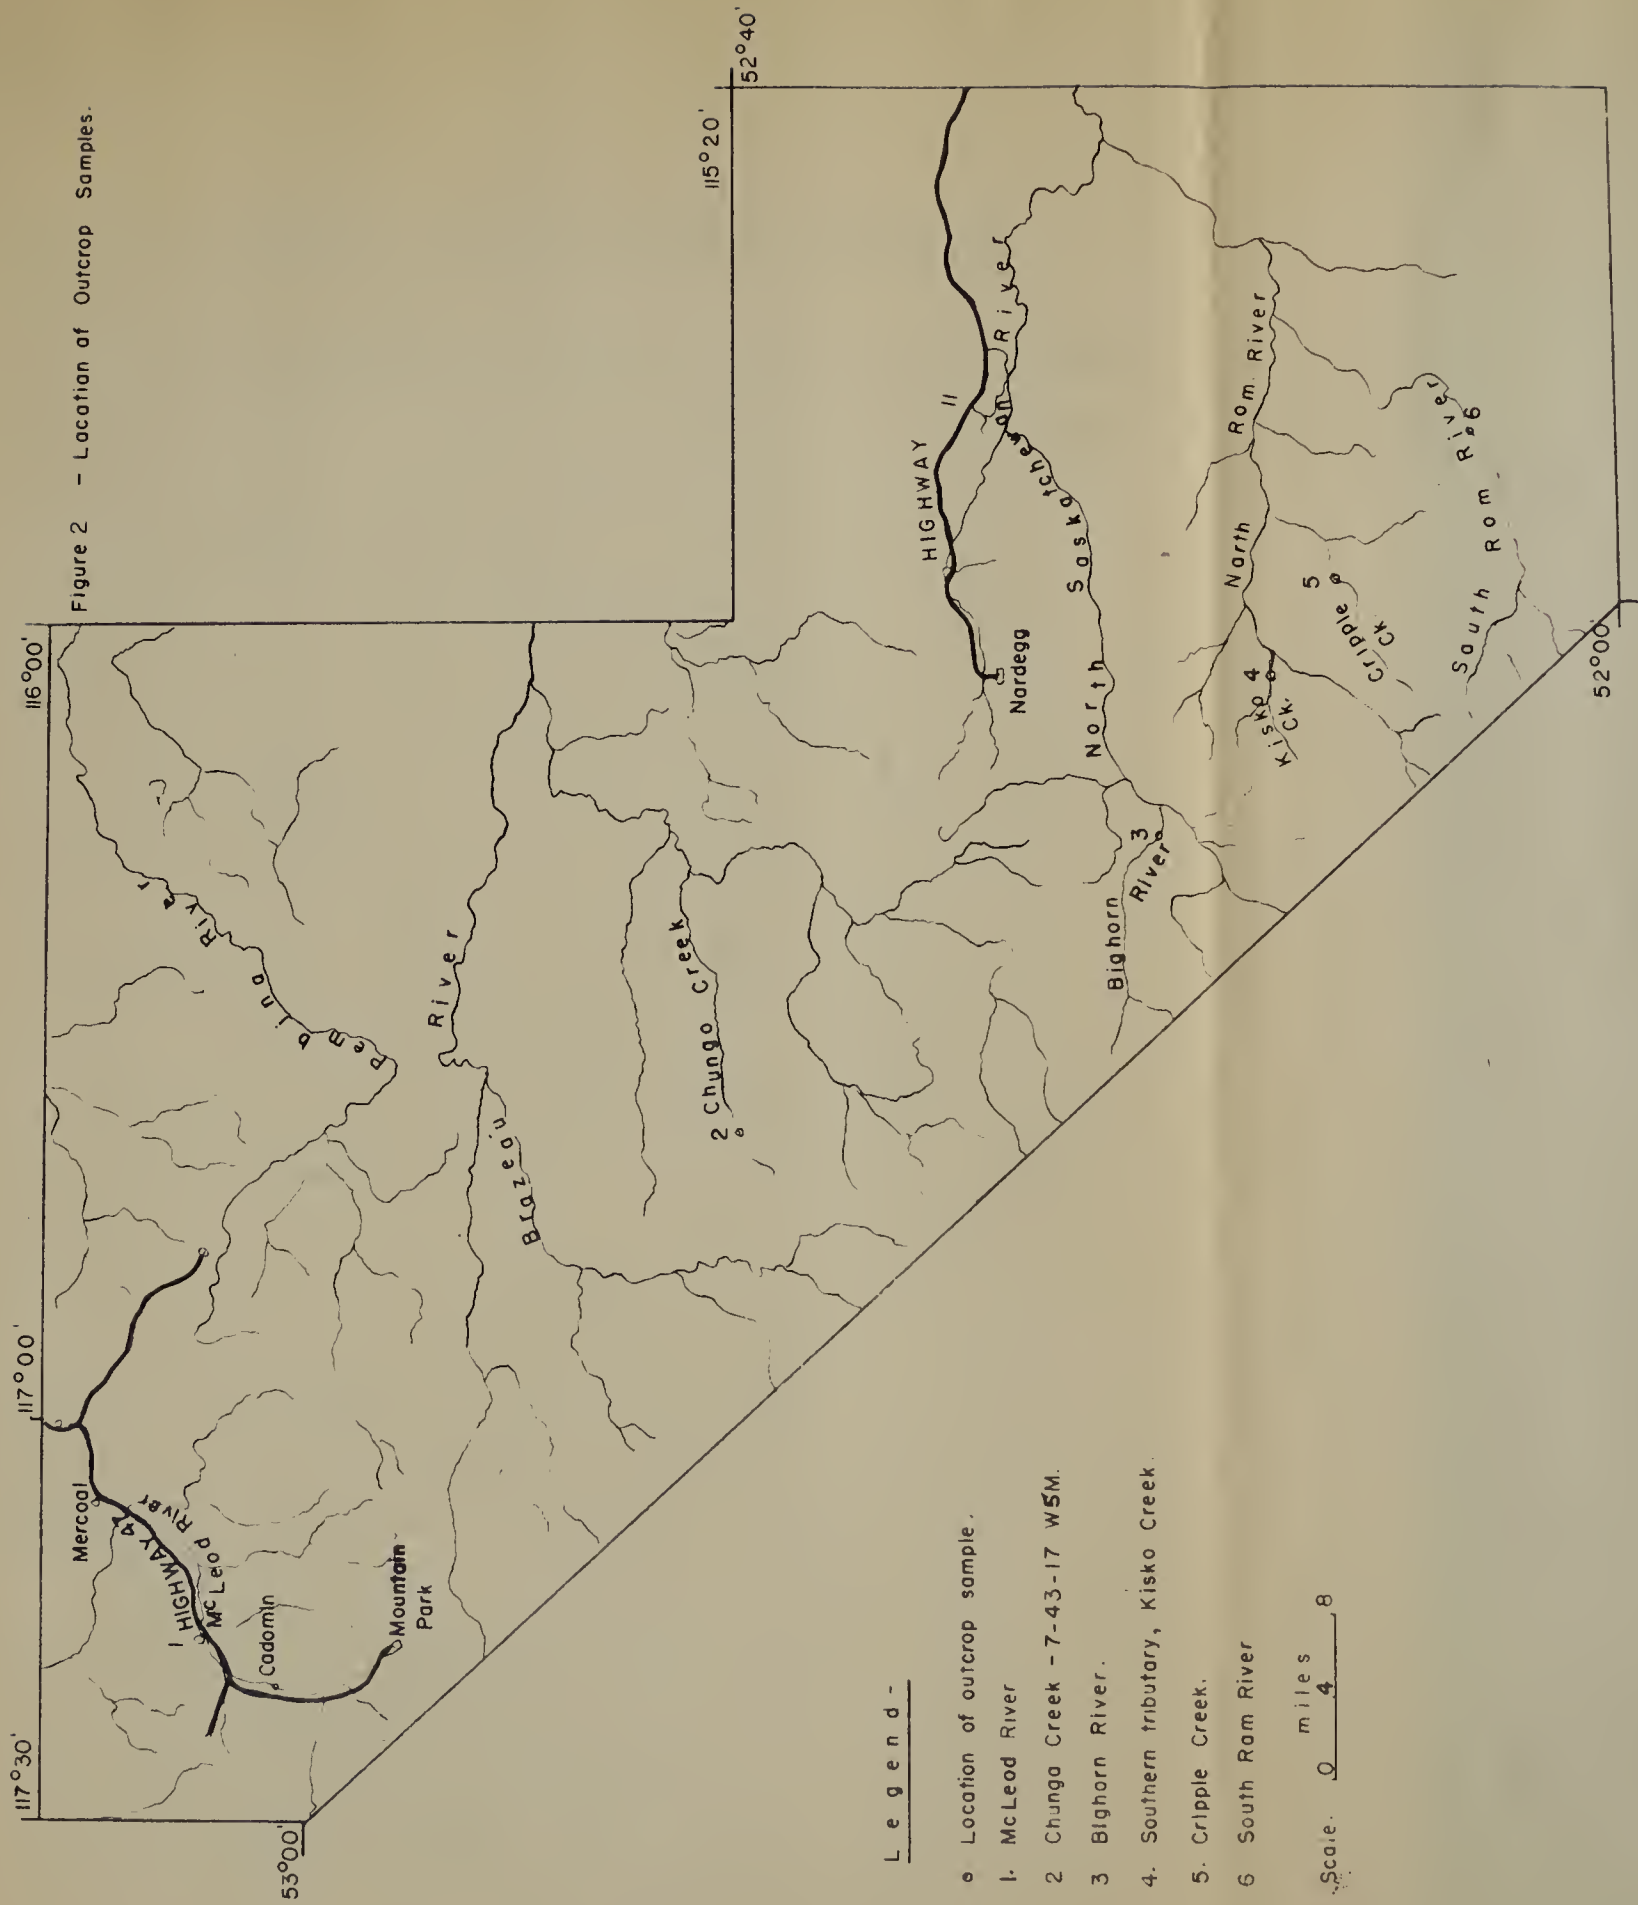 Figure 2 - Location of Outcrop Samples.
117°30'
117°00'
116°00'
115°20'
52°40'
53°00'
52°00'
Mercoal
HIGHWAY
McLeod River
1
Cadomin
Mountain
Park
Pembina River
Brazeau River
2 Chungo Creek
HIGHWAY 11
Nordegg
North Saskatchewan River
Bighorn
River
3
North Ram River
Kisko 4
Ck.
Cripple 5
Ck
South Ram River
6
Legend-
Location of outcrop sample.
1. McLeod River
2 Chungo Creek - 7-43-17 W5M.
3 Bighorn River.
4. Southern tributary, Kisko Creek.
5. Cripple Creek.
6 South Ram River
miles
Scale. 0 4 8